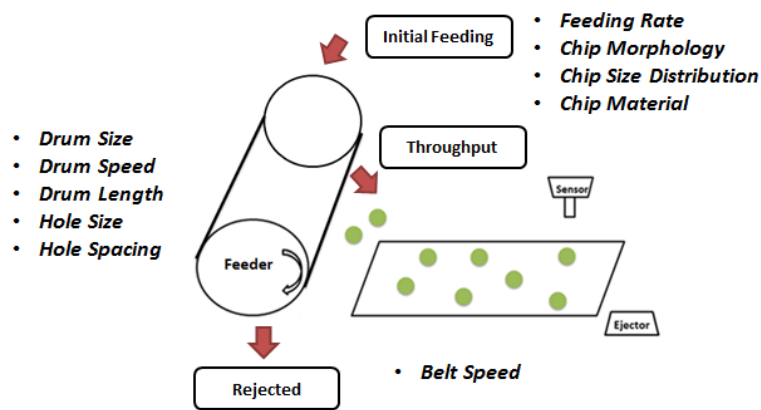 Initial Feeding
• Feeding Rate
• Chip Morphology
• Chip Size Distribution
• Chip Material
• Drum Size
• Drum Speed
• Drum Length
• Hole Size
• Hole Spacing
Throughput
Sensor
Feeder
Ejector
Rejected
• Belt Speed